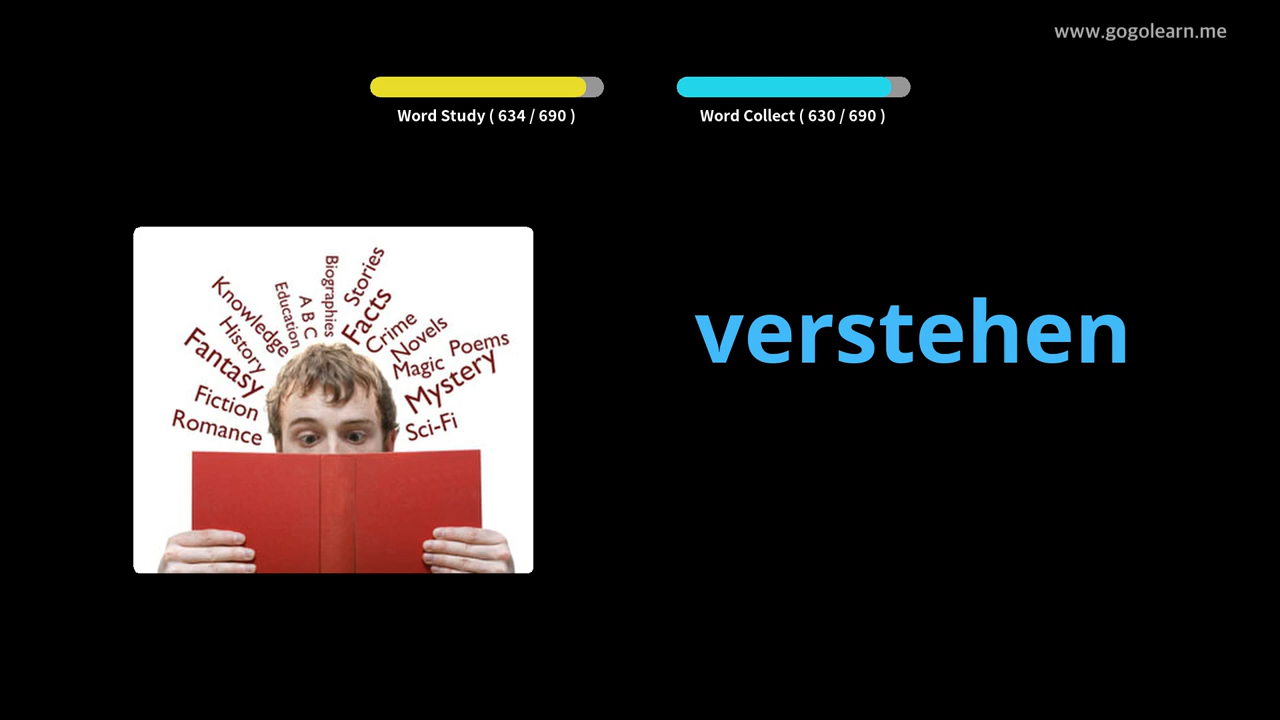 www.gogolearn.me
Word Study ( 634 / 690 )
Word Collect ( 630 / 690 )
verstehen
Biographies
Stories
Education
A B C
Facts
Knowledge
Crime
History
Novels
Fantasy
Magic
Poems
Mystery
Fiction
Romance
Sci-Fi